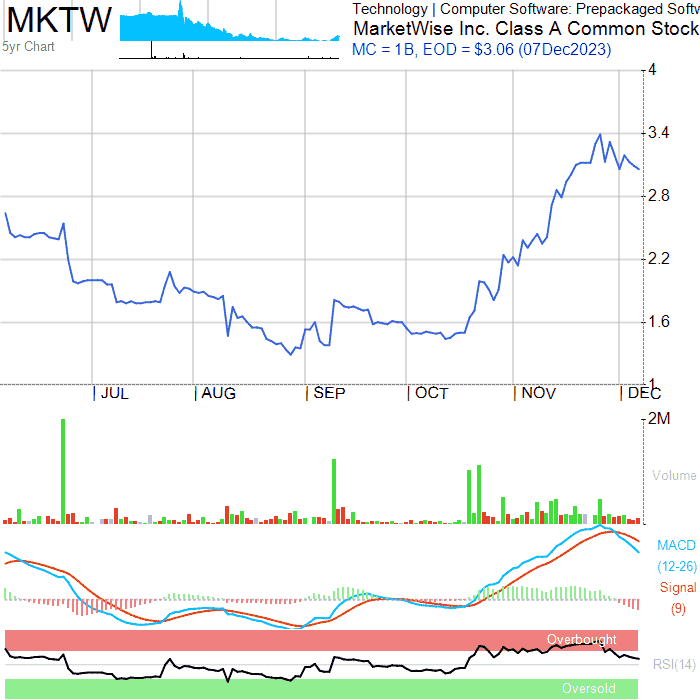 MKTW
5yr Chart
Technology | Computer Software: Prepackaged Softw
MarketWise Inc. Class A Common Stock
MC = 1B, EOD = $3.06 (07Dec2023)
4
3.4
2.8
2.2
1.6
1
JUL AUG SEP OCT NOV DEC
2M
Volume
MACD
(12-26)
Signal
(9)
Overbought
RSI(14)
Oversold